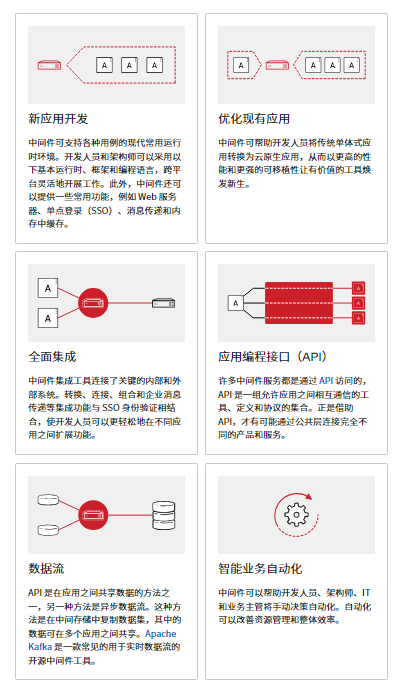 A
A
A
新应用开发
中间件可支持各种用例的现代常用运行
时环境。开发人员和架构师可以采用以
下基本运行时、框架和编程语言，跨平
台灵活地开展工作。此外，中间件还可
以提供一些常用功能，例如 Web 服务
器、单点登录（SSO）、消息传递和内
存中缓存。
A
A
A
A
优化现有应用
中间件可帮助开发人员将传统单体式应
用转换为云原生应用，从而以更高的性
能和更强的可移植性让有价值的工具焕
发新生。
A
A
全面集成
中间件集成工具连接了关键的内部和外
部系统。转换、连接、组合和企业消息
传递等集成功能与 SSO 身份验证相结
合，使开发人员可以更轻松地在不同应
用之间扩展功能。
A
A
A
A
应用编程接口（API）
许多中间件服务都是通过 API 访问的，
API 是一组允许应用之间相互通信的工
具、定义和协议的集合。正是借助
API，才有可能通过公共层连接完全不
同的产品和服务。
数据流
API 是在应用之间共享数据的方法之
一，另一种方法是异步数据流。这种方
法是在中间存储中复制数据集，其中的
数据可在多个应用之间共享。Apache
Kafka 是一款常见的用于实时数据流的
开源中间件工具。
智能业务自动化
中间件可以帮助开发人员、架构师、IT
和业务主管将手动决策自动化。自动化
可以改善资源管理和整体效率。